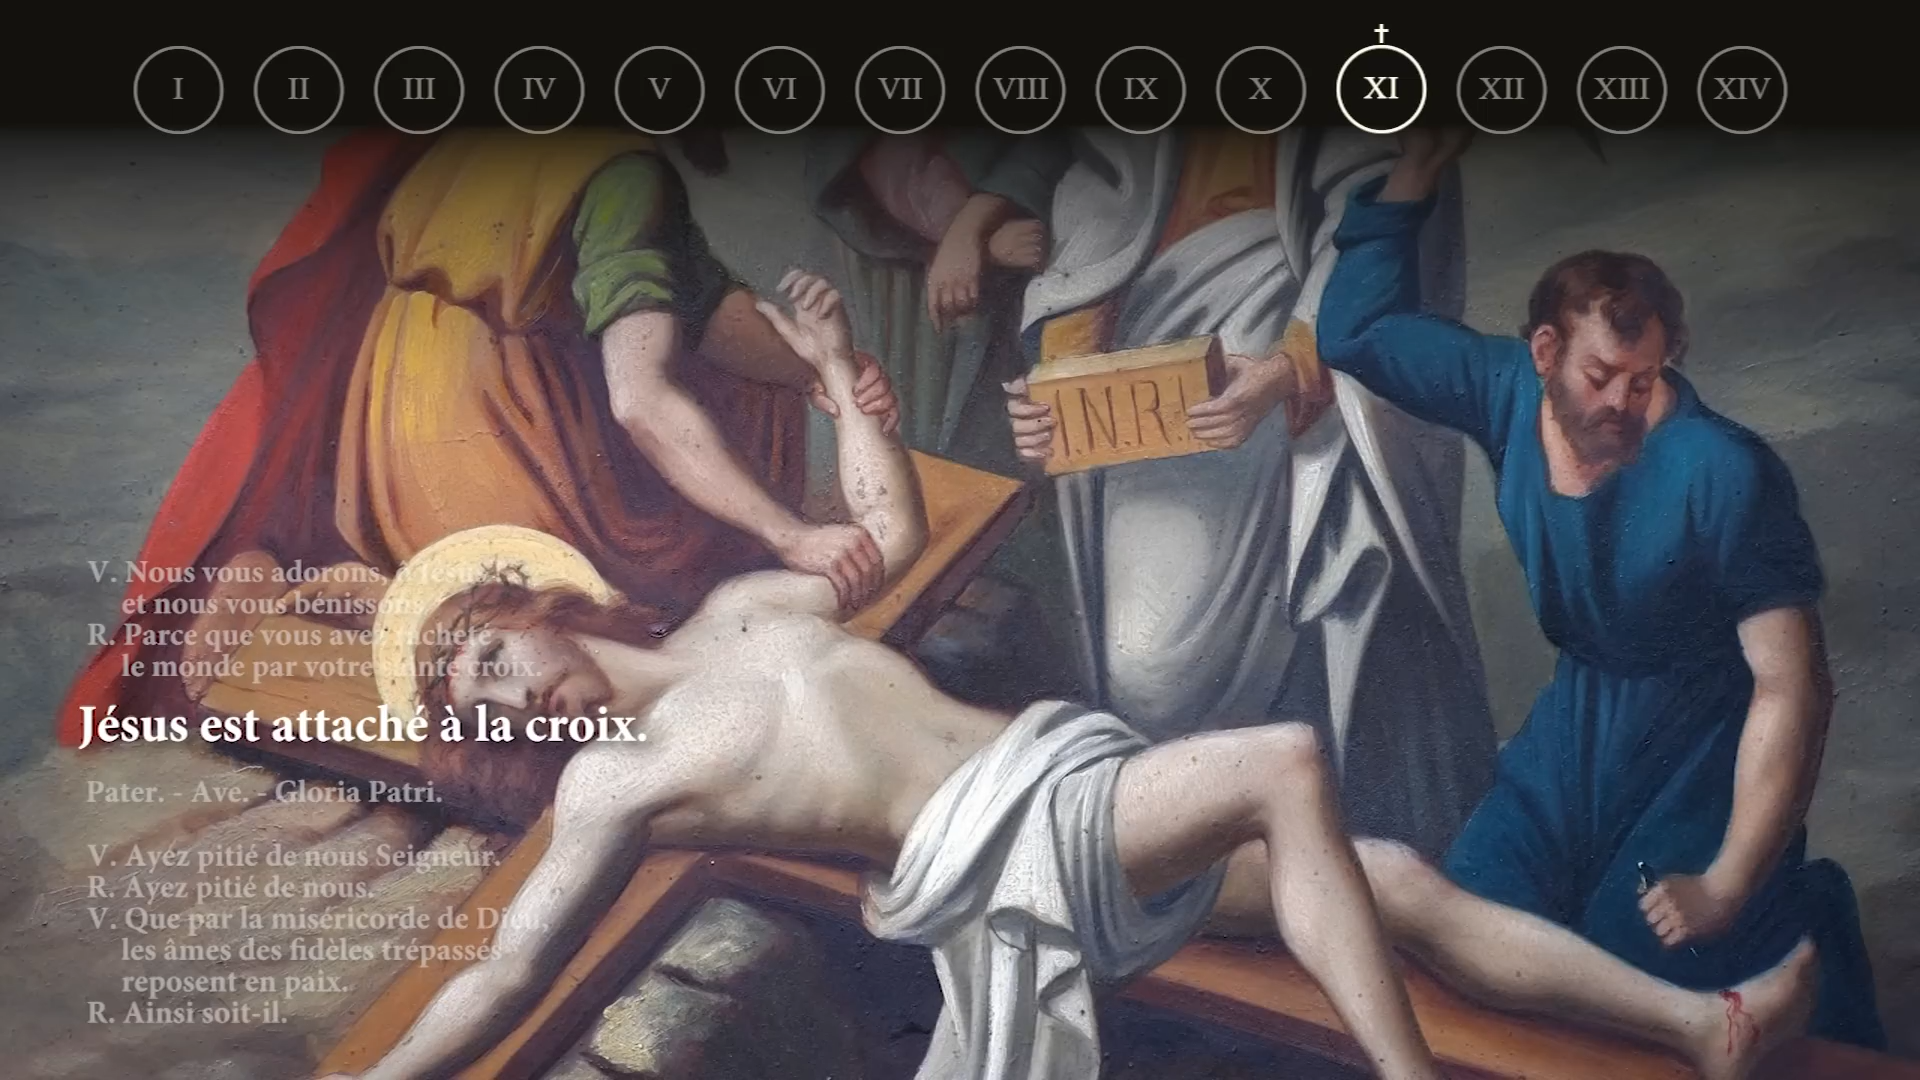 I II III IV V VI VII VIII IX X XI XII XIII XIV
I.N.R.I
V. Nous vous adorons, ô Jésus
et nous vous bénissons
R. Parce que vous avez racheté
le monde par votre sainte croix.
Jésus est attaché à la croix.
Pater. - Ave. - Gloria Patri.
V. Ayez pitié de nous Seigneur.
R. Ayez pitié de nous.
V. Que par la miséricorde de Dieu,
les âmes des fidèles trépassés
reposent en paix.
R. Ainsi soit-il.